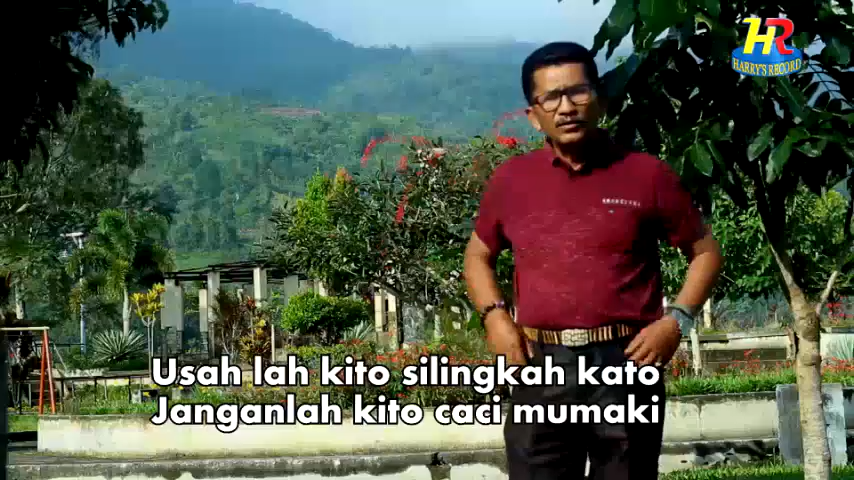 HR
HARRY'S RECORD
Usah lah kito silingkah kato
Janganlah kito caci mumaki